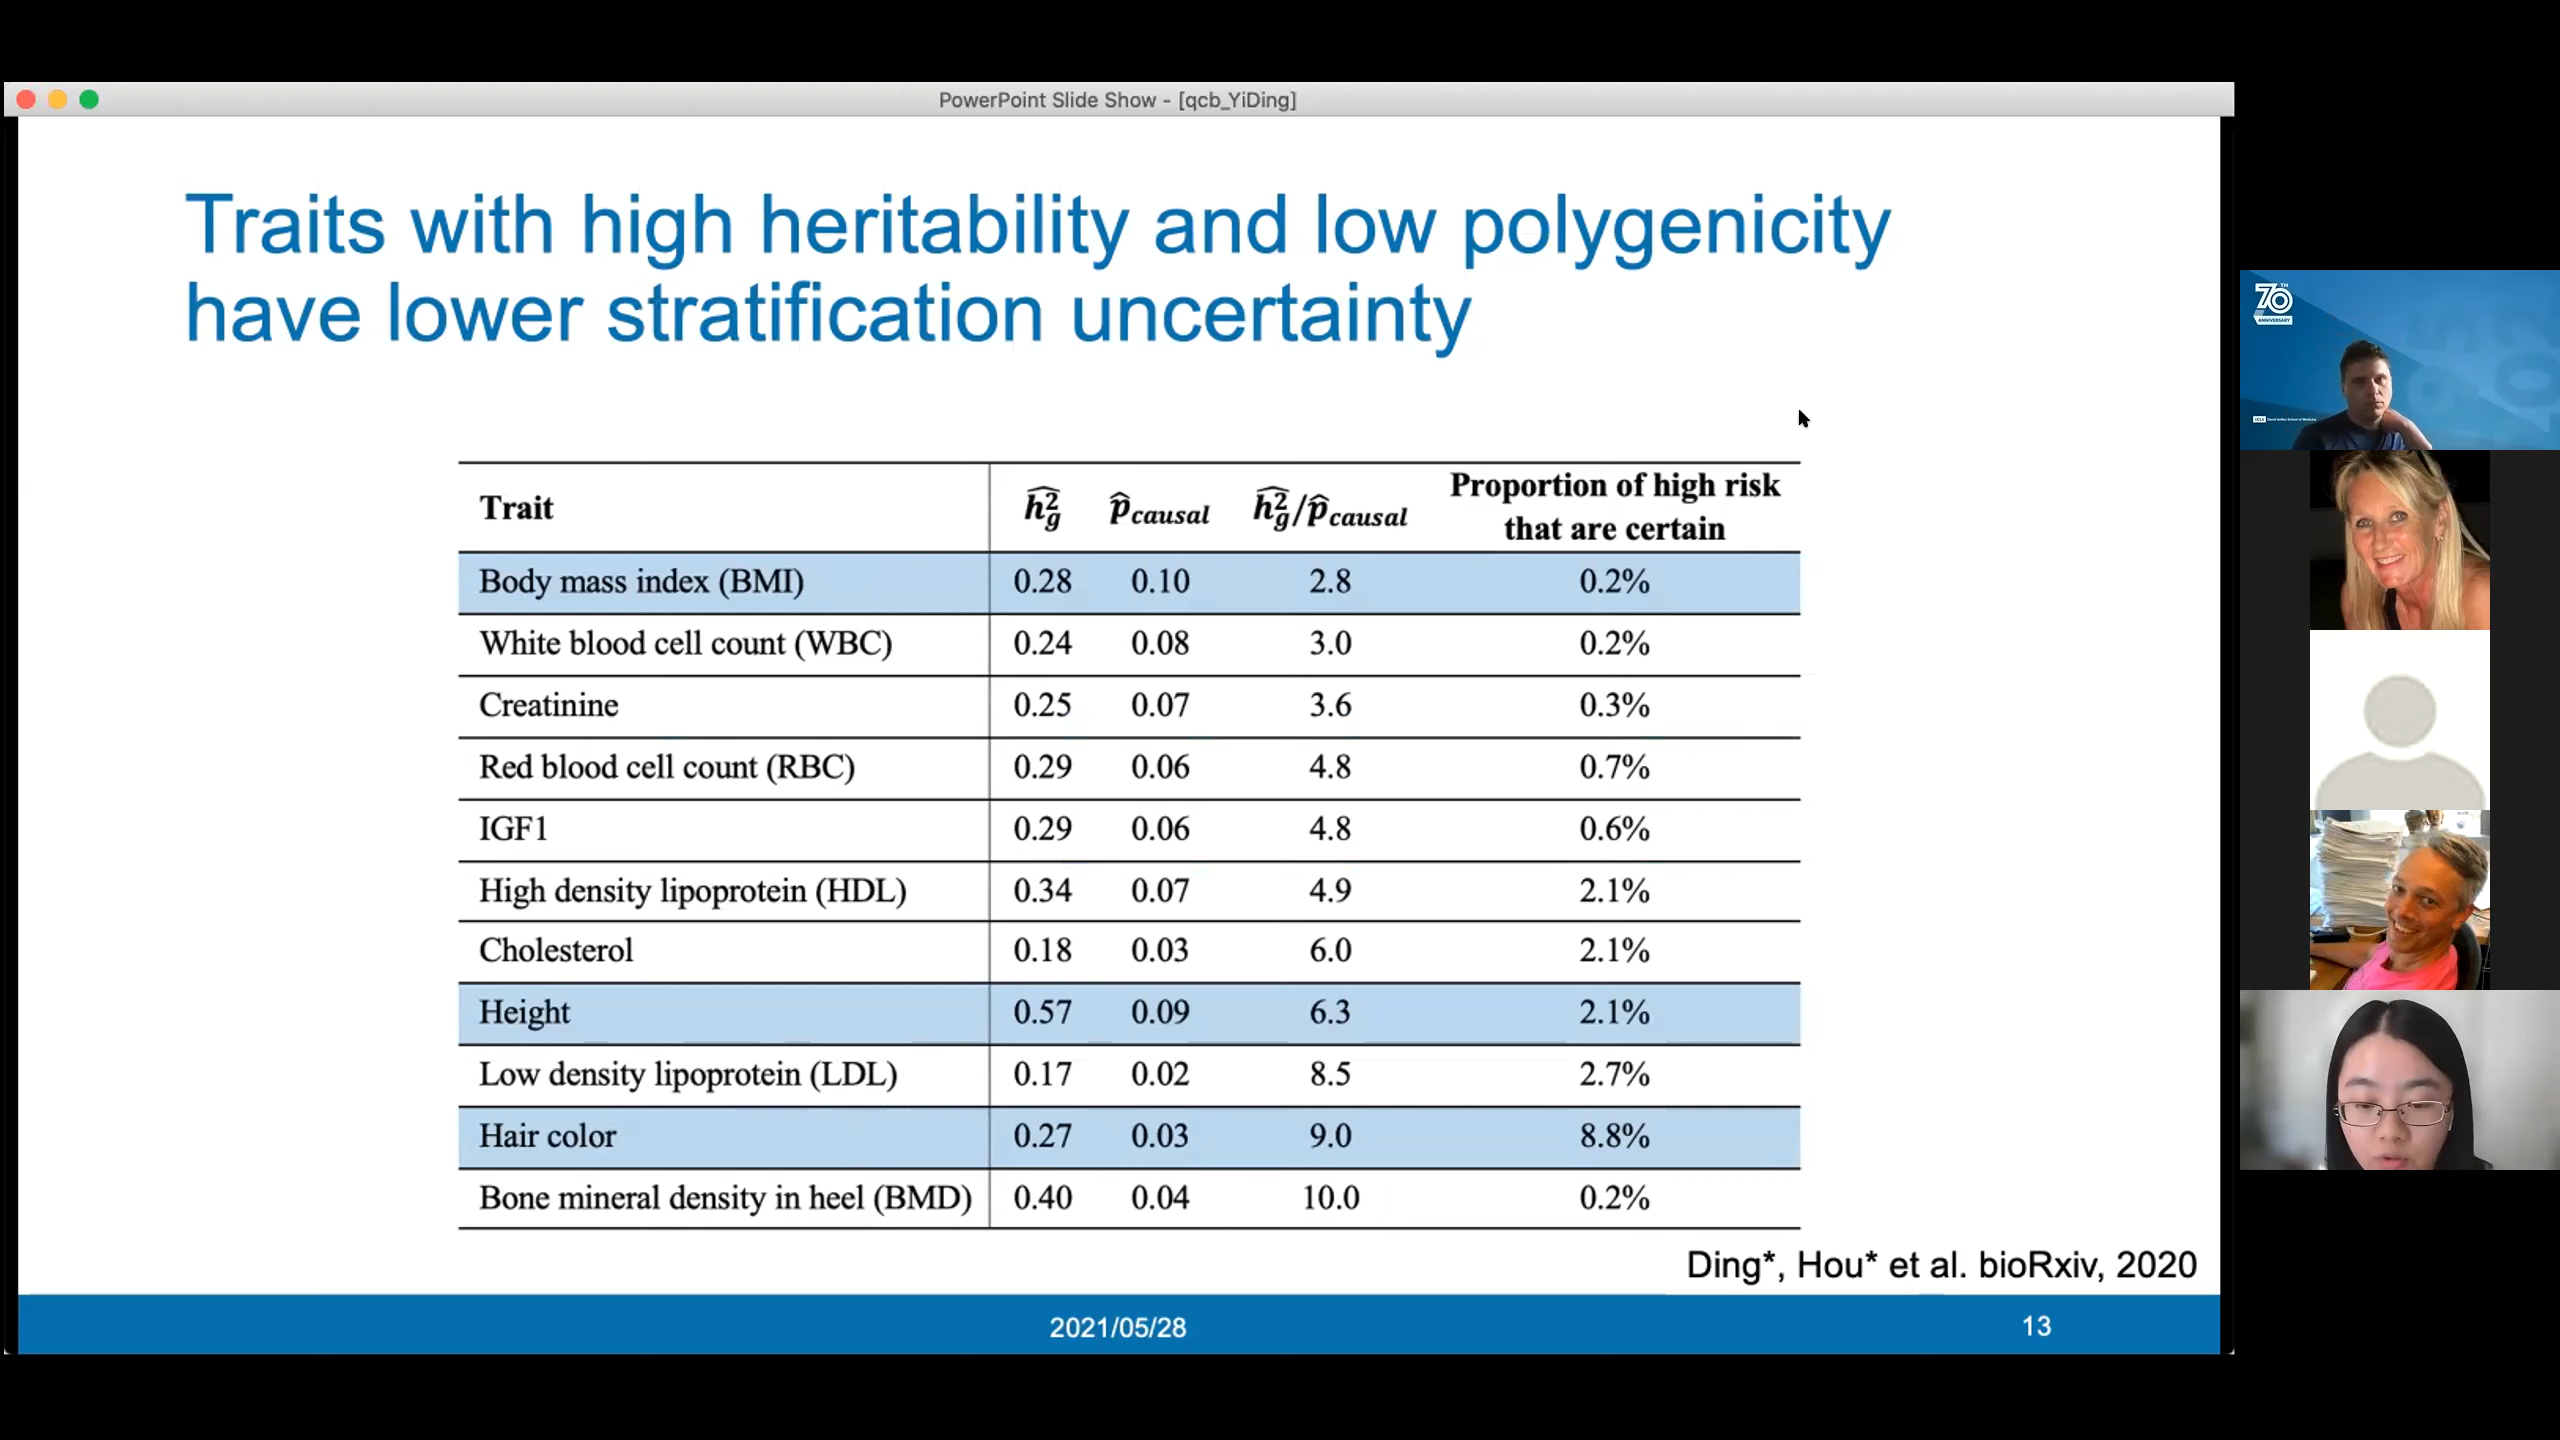 PowerPoint Slide Show - [qcb_YiDing]
Traits with high heritability and low polygenicity
have lower stratification uncertainty
Trait ĥ²g p̂causal ĥ²g/p̂causal Proportion of high risk
that are certain
Body mass index (BMI) 0.28 0.10 2.8 0.2%
White blood cell count (WBC) 0.24 0.08 3.0 0.2%
Creatinine 0.25 0.07 3.6 0.3%
Red blood cell count (RBC) 0.29 0.06 4.8 0.7%
IGF1 0.29 0.06 4.8 0.6%
High density lipoprotein (HDL) 0.34 0.07 4.9 2.1%
Cholesterol 0.18 0.03 6.0 2.1%
Height 0.57 0.09 6.3 2.1%
Low density lipoprotein (LDL) 0.17 0.02 8.5 2.7%
Hair color 0.27 0.03 9.0 8.8%
Bone mineral density in heel (BMD) 0.40 0.04 10.0 0.2%
Ding*, Hou* et al. bioRxiv, 2020
2021/05/28
13
70TH
ANNIVERSARY
UCLA